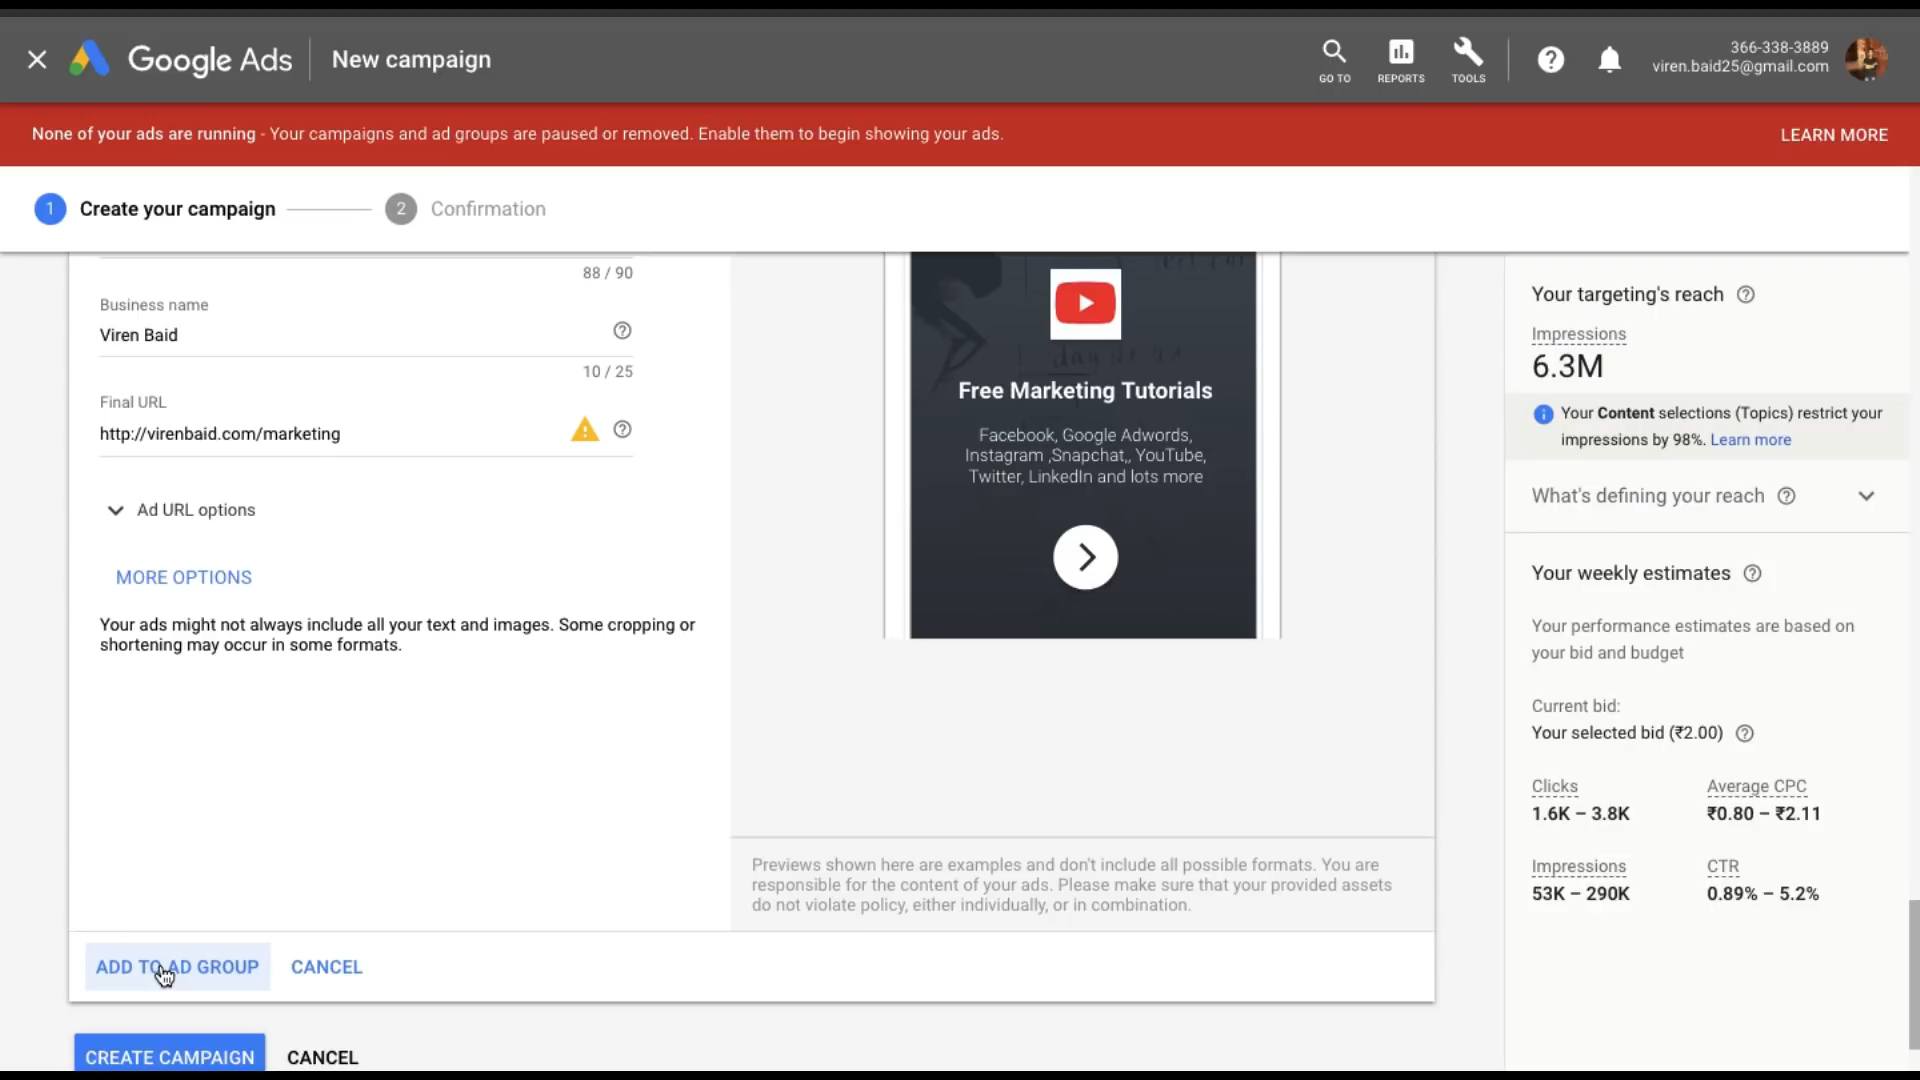 Google Ads
New campaign
GO TO
REPORTS
TOOLS
366-338-3889
viren.baid25@gmail.com
None of your ads are running - Your campaigns and ad groups are paused or removed. Enable them to begin showing your ads.
LEARN MORE
1 Create your campaign
2 Confirmation
88 / 90
Business name
Viren Baid
10 / 25
Final URL
http://virenbaid.com/marketing
Ad URL options
MORE OPTIONS
Your ads might not always include all your text and images. Some cropping or
shortening may occur in some formats.
Free Marketing Tutorials
Facebook, Google Adwords,
Instagram ,Snapchat,, YouTube,
Twitter, LinkedIn and lots more
Previews shown here are examples and don't include all possible formats. You are
responsible for the content of your ads. Please make sure that your provided assets
do not violate policy, either individually, or in combination.
ADD TO AD GROUP
CANCEL
CREATE CAMPAIGN
CANCEL
Your targeting's reach
Impressions
6.3M
Your Content selections (Topics) restrict your
impressions by 98%. Learn more
What's defining your reach
Your weekly estimates
Your performance estimates are based on
your bid and budget
Current bid:
Your selected bid (₹2.00)
Clicks
1.6K – 3.8K
Average CPC
₹0.80 – ₹2.11
Impressions
53K – 290K
CTR
0.89% – 5.2%